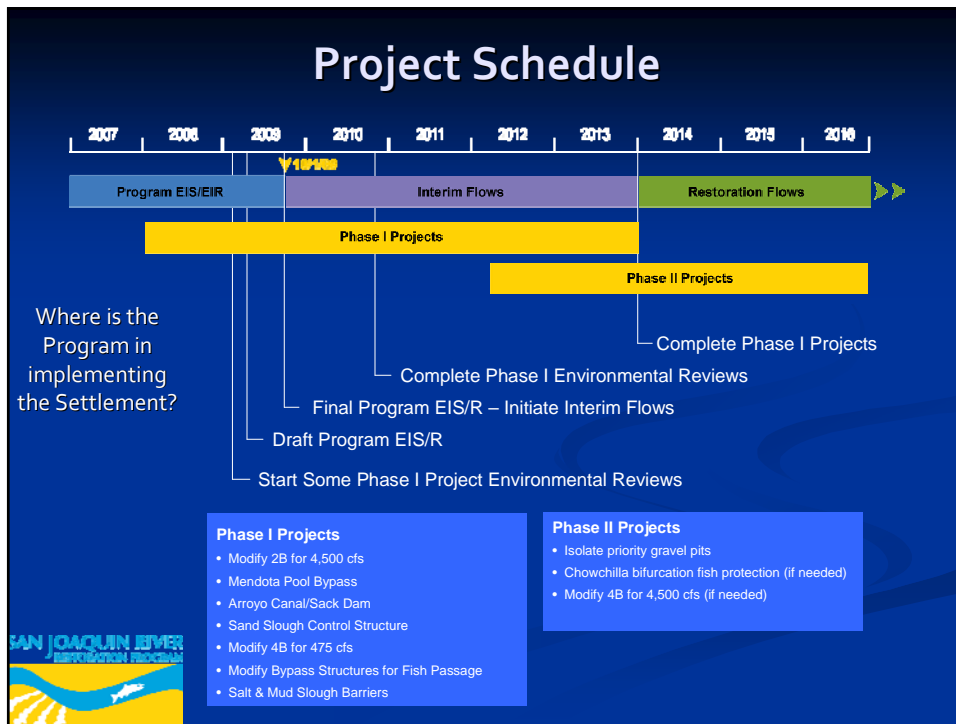 Project Schedule
2007 2008 2009 2010 2011 2012 2013 2014 2015 2016
10/1/09
Program EIS/EIR
Interim Flows
Restoration Flows
Phase I Projects
Phase II Projects
Where is the
Program in
implementing
the Settlement?
Complete Phase I Projects
Complete Phase I Environmental Reviews
Final Program EIS/R – Initiate Interim Flows
Draft Program EIS/R
Start Some Phase I Project Environmental Reviews
Phase I Projects
• Modify 2B for 4,500 cfs
• Mendota Pool Bypass
• Arroyo Canal/Sack Dam
• Sand Slough Control Structure
• Modify 4B for 475 cfs
• Modify Bypass Structures for Fish Passage
• Salt & Mud Slough Barriers
Phase II Projects
• Isolate priority gravel pits
• Chowchilla bifurcation fish protection (if needed)
• Modify 4B for 4,500 cfs (if needed)
SAN JOAQUIN RIVER
RESTORATION PROGRAM